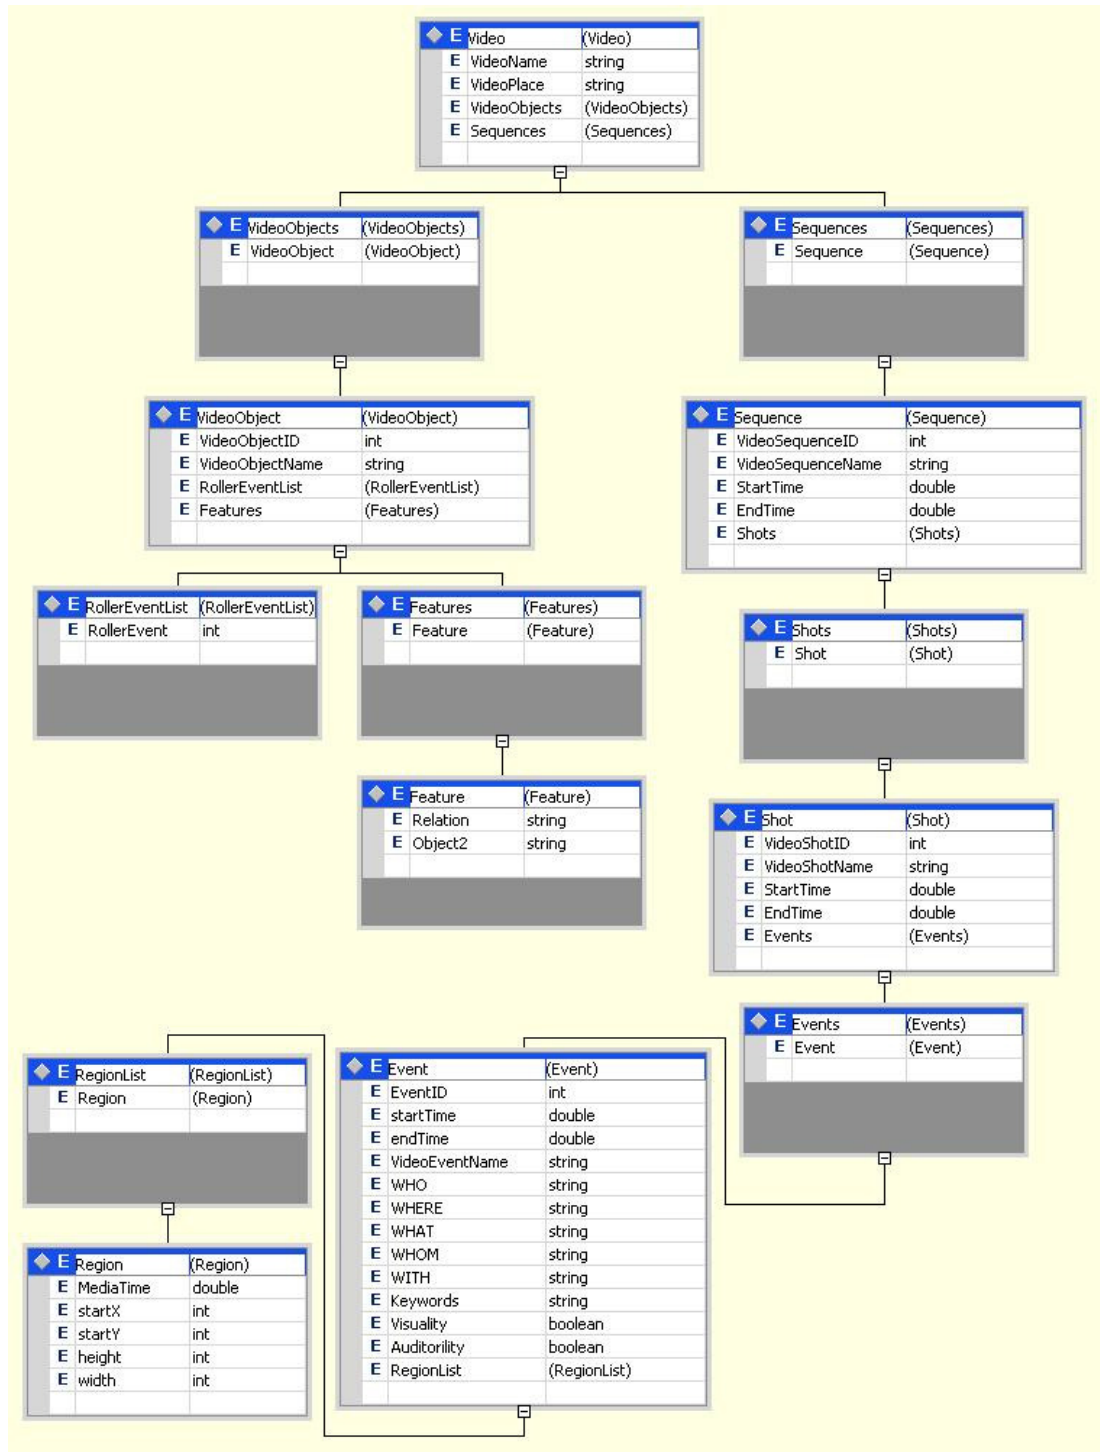 E Video (Video)
E VideoName string
E VideoPlace string
E VideoObjects (VideoObjects)
E Sequences (Sequences)
E VideoObjects (VideoObjects)
E VideoObject (VideoObject)
E Sequences (Sequences)
E Sequence (Sequence)
E VideoObject (VideoObject)
E VideoObjectID int
E VideoObjectName string
E RollerEventList (RollerEventList)
E Features (Features)
E Sequence (Sequence)
E VideoSequenceID int
E VideoSequenceName string
E StartTime double
E EndTime double
E Shots (Shots)
E RollerEventList (RollerEventList)
E RollerEvent int
E Features (Features)
E Feature (Feature)
E Shots (Shots)
E Shot (Shot)
E Feature (Feature)
E Relation string
E Object2 string
E Shot (Shot)
E VideoShotID int
E VideoShotName string
E StartTime double
E EndTime double
E Events (Events)
E Events (Events)
E Event (Event)
E RegionList (RegionList)
E Region (Region)
E Event (Event)
E EventID int
E startTime double
E endTime double
E VideoEventName string
E WHO string
E WHERE string
E WHAT string
E WHOM string
E WITH string
E Keywords string
E Visuality boolean
E Auditorility boolean
E RegionList (RegionList)
E Region (Region)
E MediaTime double
E startX int
E startY int
E height int
E width int